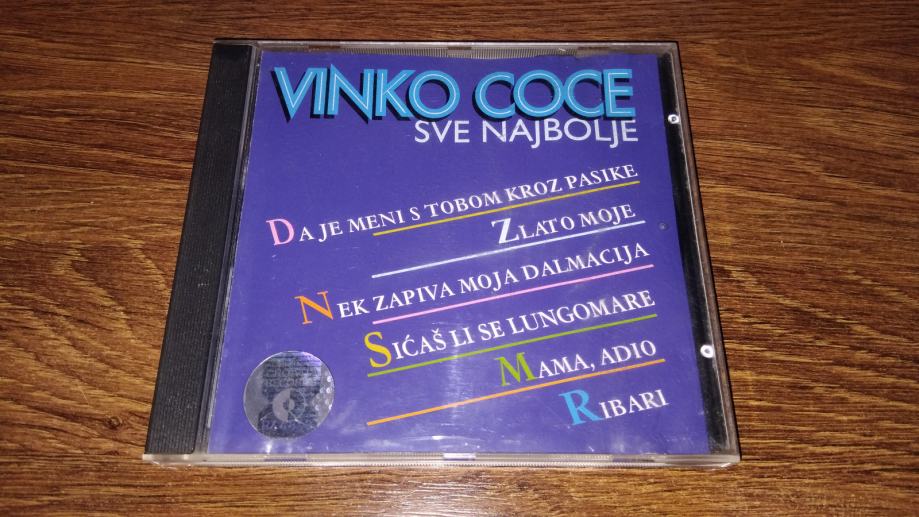 VINKO COCE
SVE NAJBOLJE
DA JE MENI S TOBOM KROZ PASIKE
ZLATO MOJE
NEK ZAPIVA MOJA DALMACIJA
SIĆAŠ LI SE LUNGOMARE
MAMA, ADIO
RIBARI